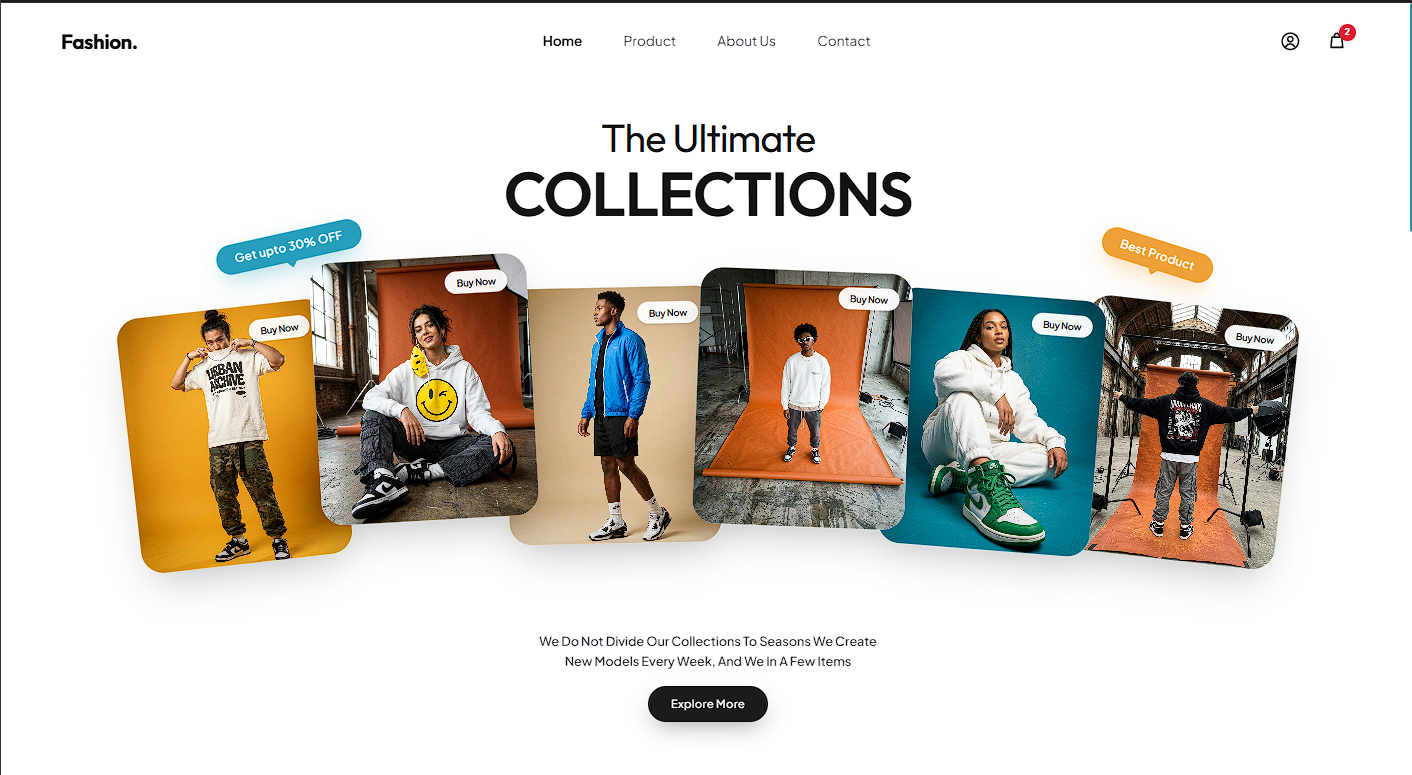 Fashion.
Home Product About Us Contact
2
The Ultimate
COLLECTIONS
Get upto 30% OFF
Best Product
Buy Now
Buy Now
Buy Now
Buy Now
Buy Now
Buy Now
URBAN
ARCHIVE
We Do Not Divide Our Collections To Seasons We Create
New Models Every Week, And We In A Few Items
Explore More